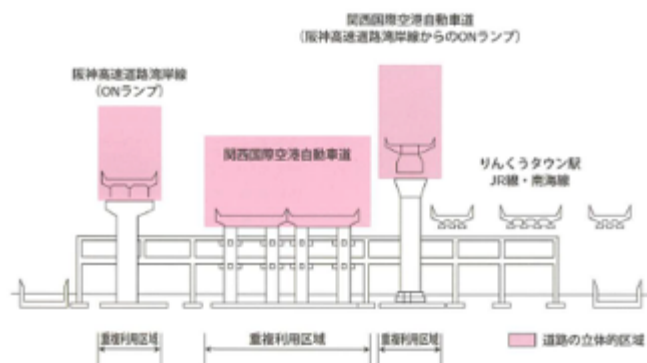 関西国際空港自動車道
(阪神高速道路湾岸線からのONランプ)
阪神高速道路湾岸線
(ONランプ)
関西国際空港自動車道
りんくうタウン駅
JR線・南海線
重複利用区域
重複利用区域
重複利用区域
道路の立体的区域